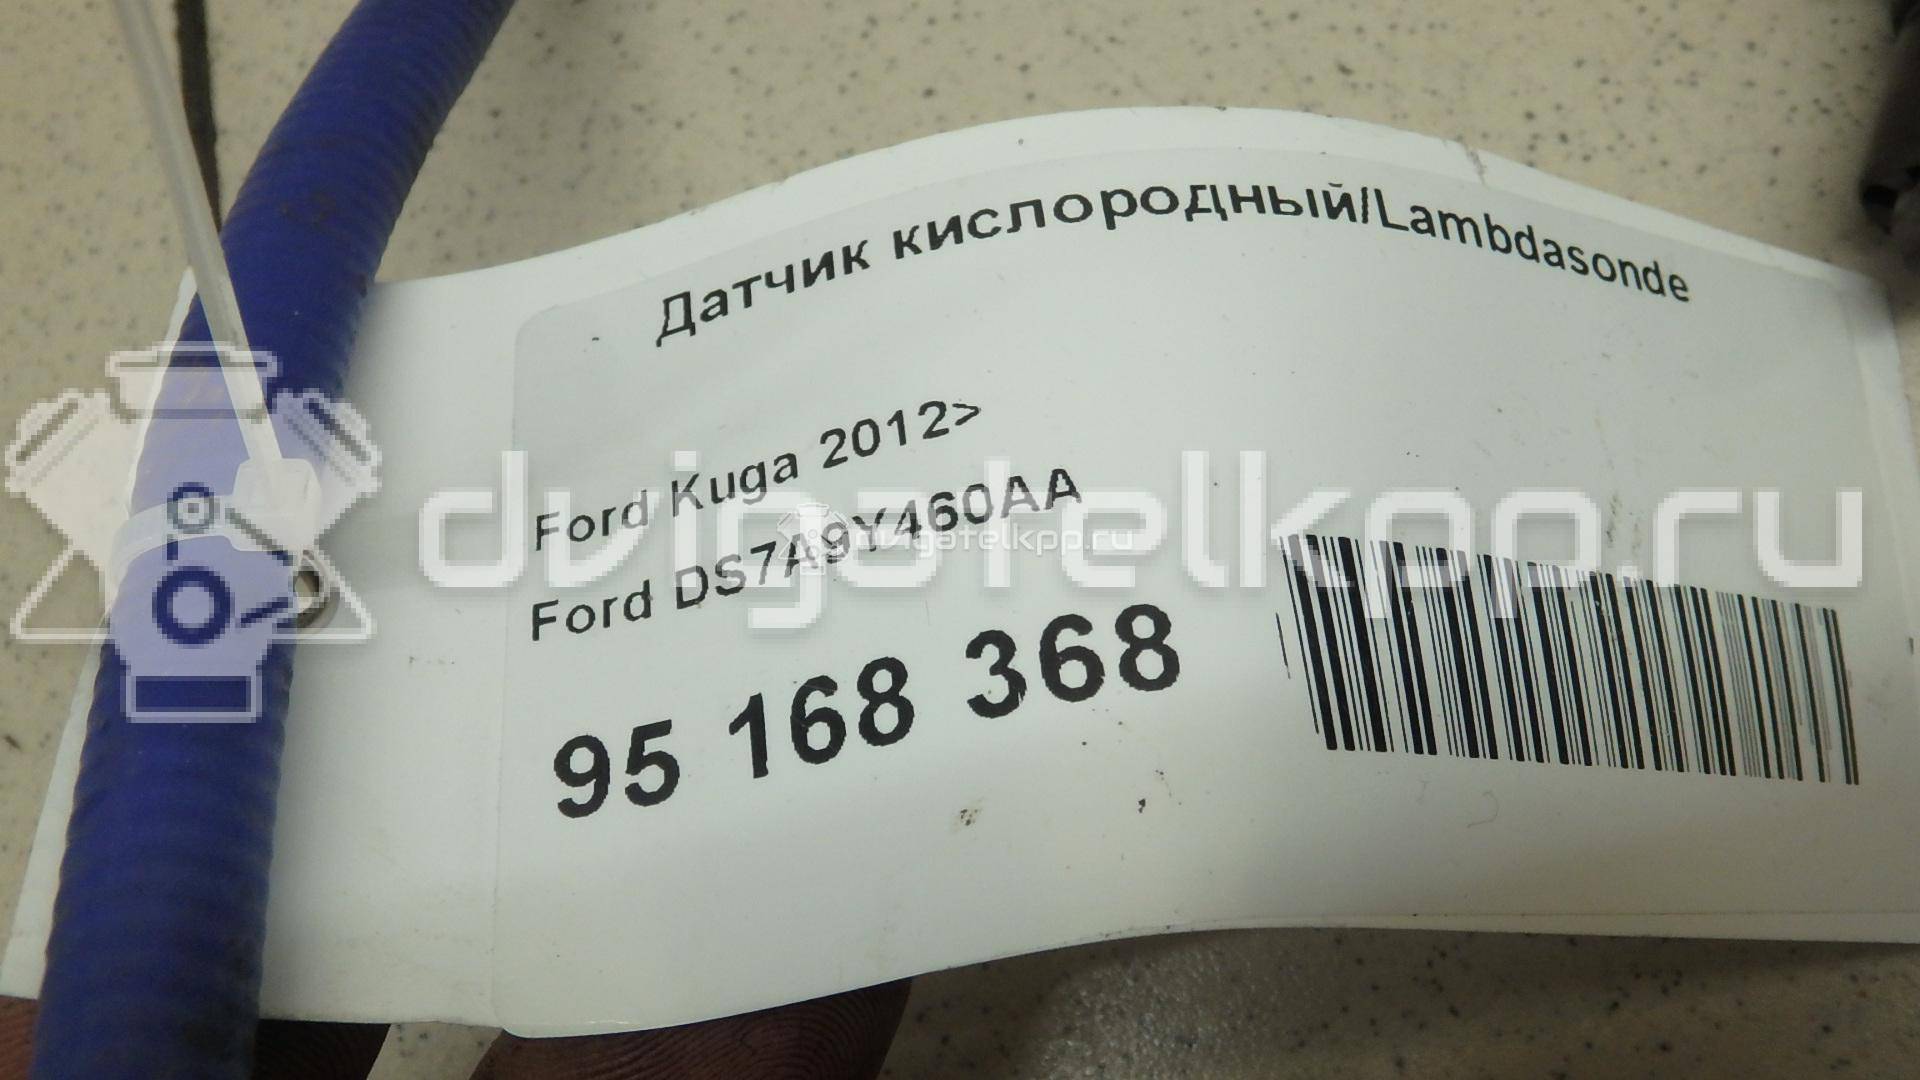 Датчик кислородный/Lambdasonde
Ford Kuga 2012>
Ford DS7A9Y460AA
95 168 368
dvigatelkpp.ru
dvigatelkpp.ru